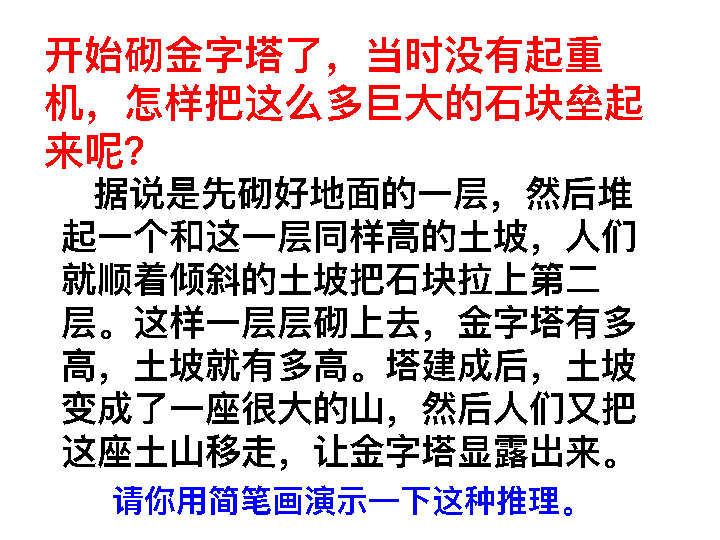 开始砌金字塔了，当时没有起重
机，怎样把这么多巨大的石块垒起
来呢?
据说是先砌好地面的一层，然后堆
起一个和这一层同样高的土坡，人们
就顺着倾斜的土坡把石块拉上第二
层。这样一层层砌上去，金字塔有多
高，土坡就有多高。塔建成后，土坡
变成了一座很大的山，然后人们又把
这座土山移走，让金字塔显露出来。
请你用简笔画演示一下这种推理。